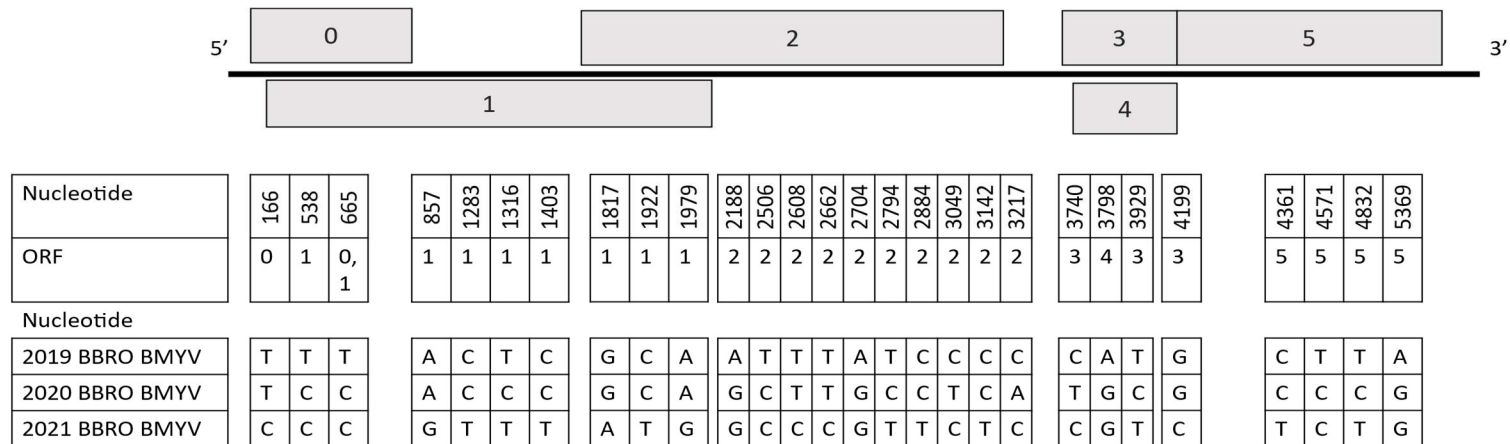 0 2 3 5
5’ 3’
1 4
Nucleotide 166 538 665 857 1283 1316 1403 1817 1922 1979 2188 2506 2608 2662 2704 2794 2884 3049 3142 3217 3740 3798 3929 4199 4361 4571 4832 5369
ORF 0 1 0, 1 1 1 1 1 1 1 1 2 2 2 2 2 2 2 2 2 2 3 4 3 3 5 5 5 5
Nucleotide
2019 BBRO BMYV T T T A C T C G C A A T T T A T C C C C C A T G C T T A
2020 BBRO BMYV T C C A C C C G C A G C T T G C C T C A T G C G C C C G
2021 BBRO BMYV C C C G T T T A T G G C C C G T T C T C C G T C T C T G